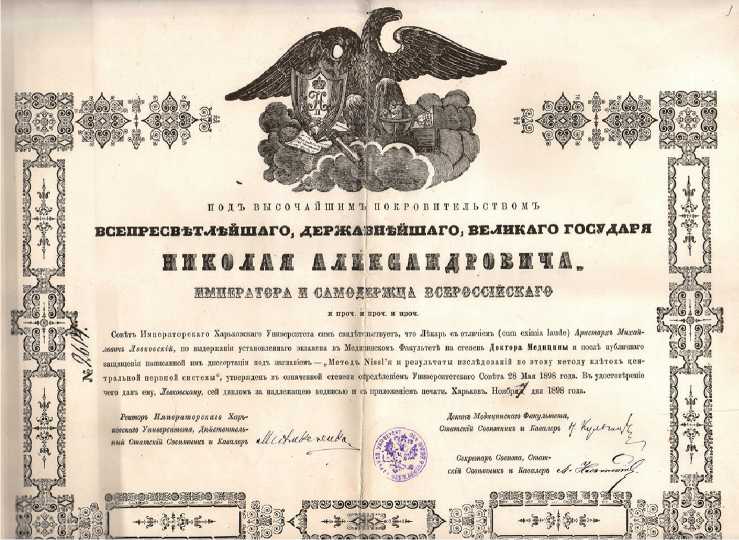 ПОДЪ ВЫСОЧАЙШИМЪ ПОКРОВИТЕЛЬСТВОМЪ
ВСЕПРЕСВѢТЛѢЙШАГО, ДЕРЖАВНѢЙШАГО, ВЕЛИКАГО ГОСУДАРЯ
НИКОЛАЯ АЛЕКСАНДРОВИЧА,
ИМПЕРАТОРА И САМОДЕРЖЦА ВСЕРОССІЙСКАГО
и проч. и проч. и проч.
Совѣтъ Императорскаго Харьковскаго Университета симъ свидѣтельствуетъ, что Лѣкарь съ отличіемъ (cum eximia laude) Аристархъ Михай-
ловичъ по выдержаніи установленнаго экзамена въ Медицинскомъ Факультетѣ на степень Доктора Медицины и послѣ публичнаго
защищенія написанной имъ диссертаціи подъ заглавіемъ — „Методъ Nissl'я и результаты изслѣдованій по этому методу клѣтокъ цен-
тральной нервной системы“, утвержденъ въ означенной степени опредѣленіемъ Университетскаго Совѣта 28 Мая 1898 года. Въ удостовѣреніе
чего данъ ему, сей дипломъ за надлежащею подписью и съ приложеніемъ печати. Харьковъ. Ноября дня 1898 года.
Ректоръ Императорскаго Харь-
ковскаго Университета, Дѣйствитель-
ный Статскій Совѣтникъ и Кавалеръ
Деканъ Медицинскаго Факультета,
Статскій Совѣтникъ и Кавалеръ
Секретарь Совѣта, Стат-
скій Совѣтникъ и Кавалеръ
№